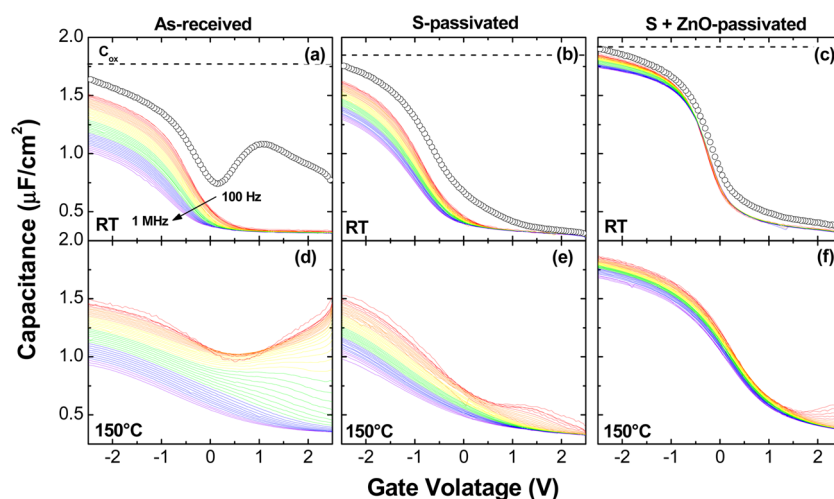 As-received S-passivated S + ZnO-passivated
2.0 Cox (a) (b) (c)
1.5
1.0
100 Hz
0.5 1 MHz
RT RT RT
2.0 (d) (e) (f)
1.5
1.0
0.5
150°C 150°C 150°C
-2 -1 0 1 2 -2 -1 0 1 2 -2 -1 0 1 2
Capacitance (μF/cm²)
Gate Volatage (V)